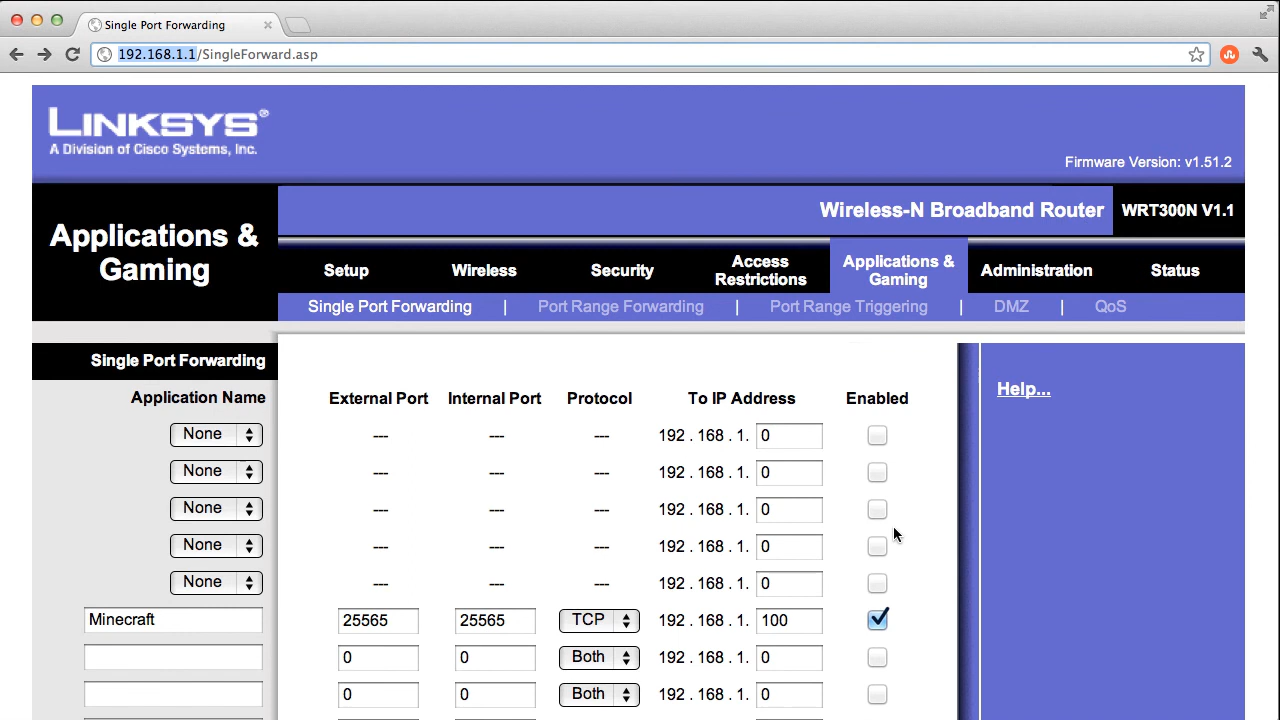 Single Port Forwarding
192.168.1.1/SingleForward.asp
LINKSYS®
A Division of Cisco Systems, Inc.
Firmware Version: v1.51.2
Wireless-N Broadband Router WRT300N V1.1
Applications &
Gaming
Setup Wireless Security Access Restrictions Applications & Gaming Administration Status
Single Port Forwarding | Port Range Forwarding | Port Range Triggering | DMZ | QoS
Single Port Forwarding
Help...
Application Name External Port Internal Port Protocol To IP Address Enabled
None --- --- --- 192 . 168 . 1. 0
None --- --- --- 192 . 168 . 1. 0
None --- --- --- 192 . 168 . 1. 0
None --- --- --- 192 . 168 . 1. 0
None --- --- --- 192 . 168 . 1. 0
Minecraft 25565 25565 TCP 192 . 168 . 1. 100
0 0 Both 192 . 168 . 1. 0
0 0 Both 192 . 168 . 1. 0